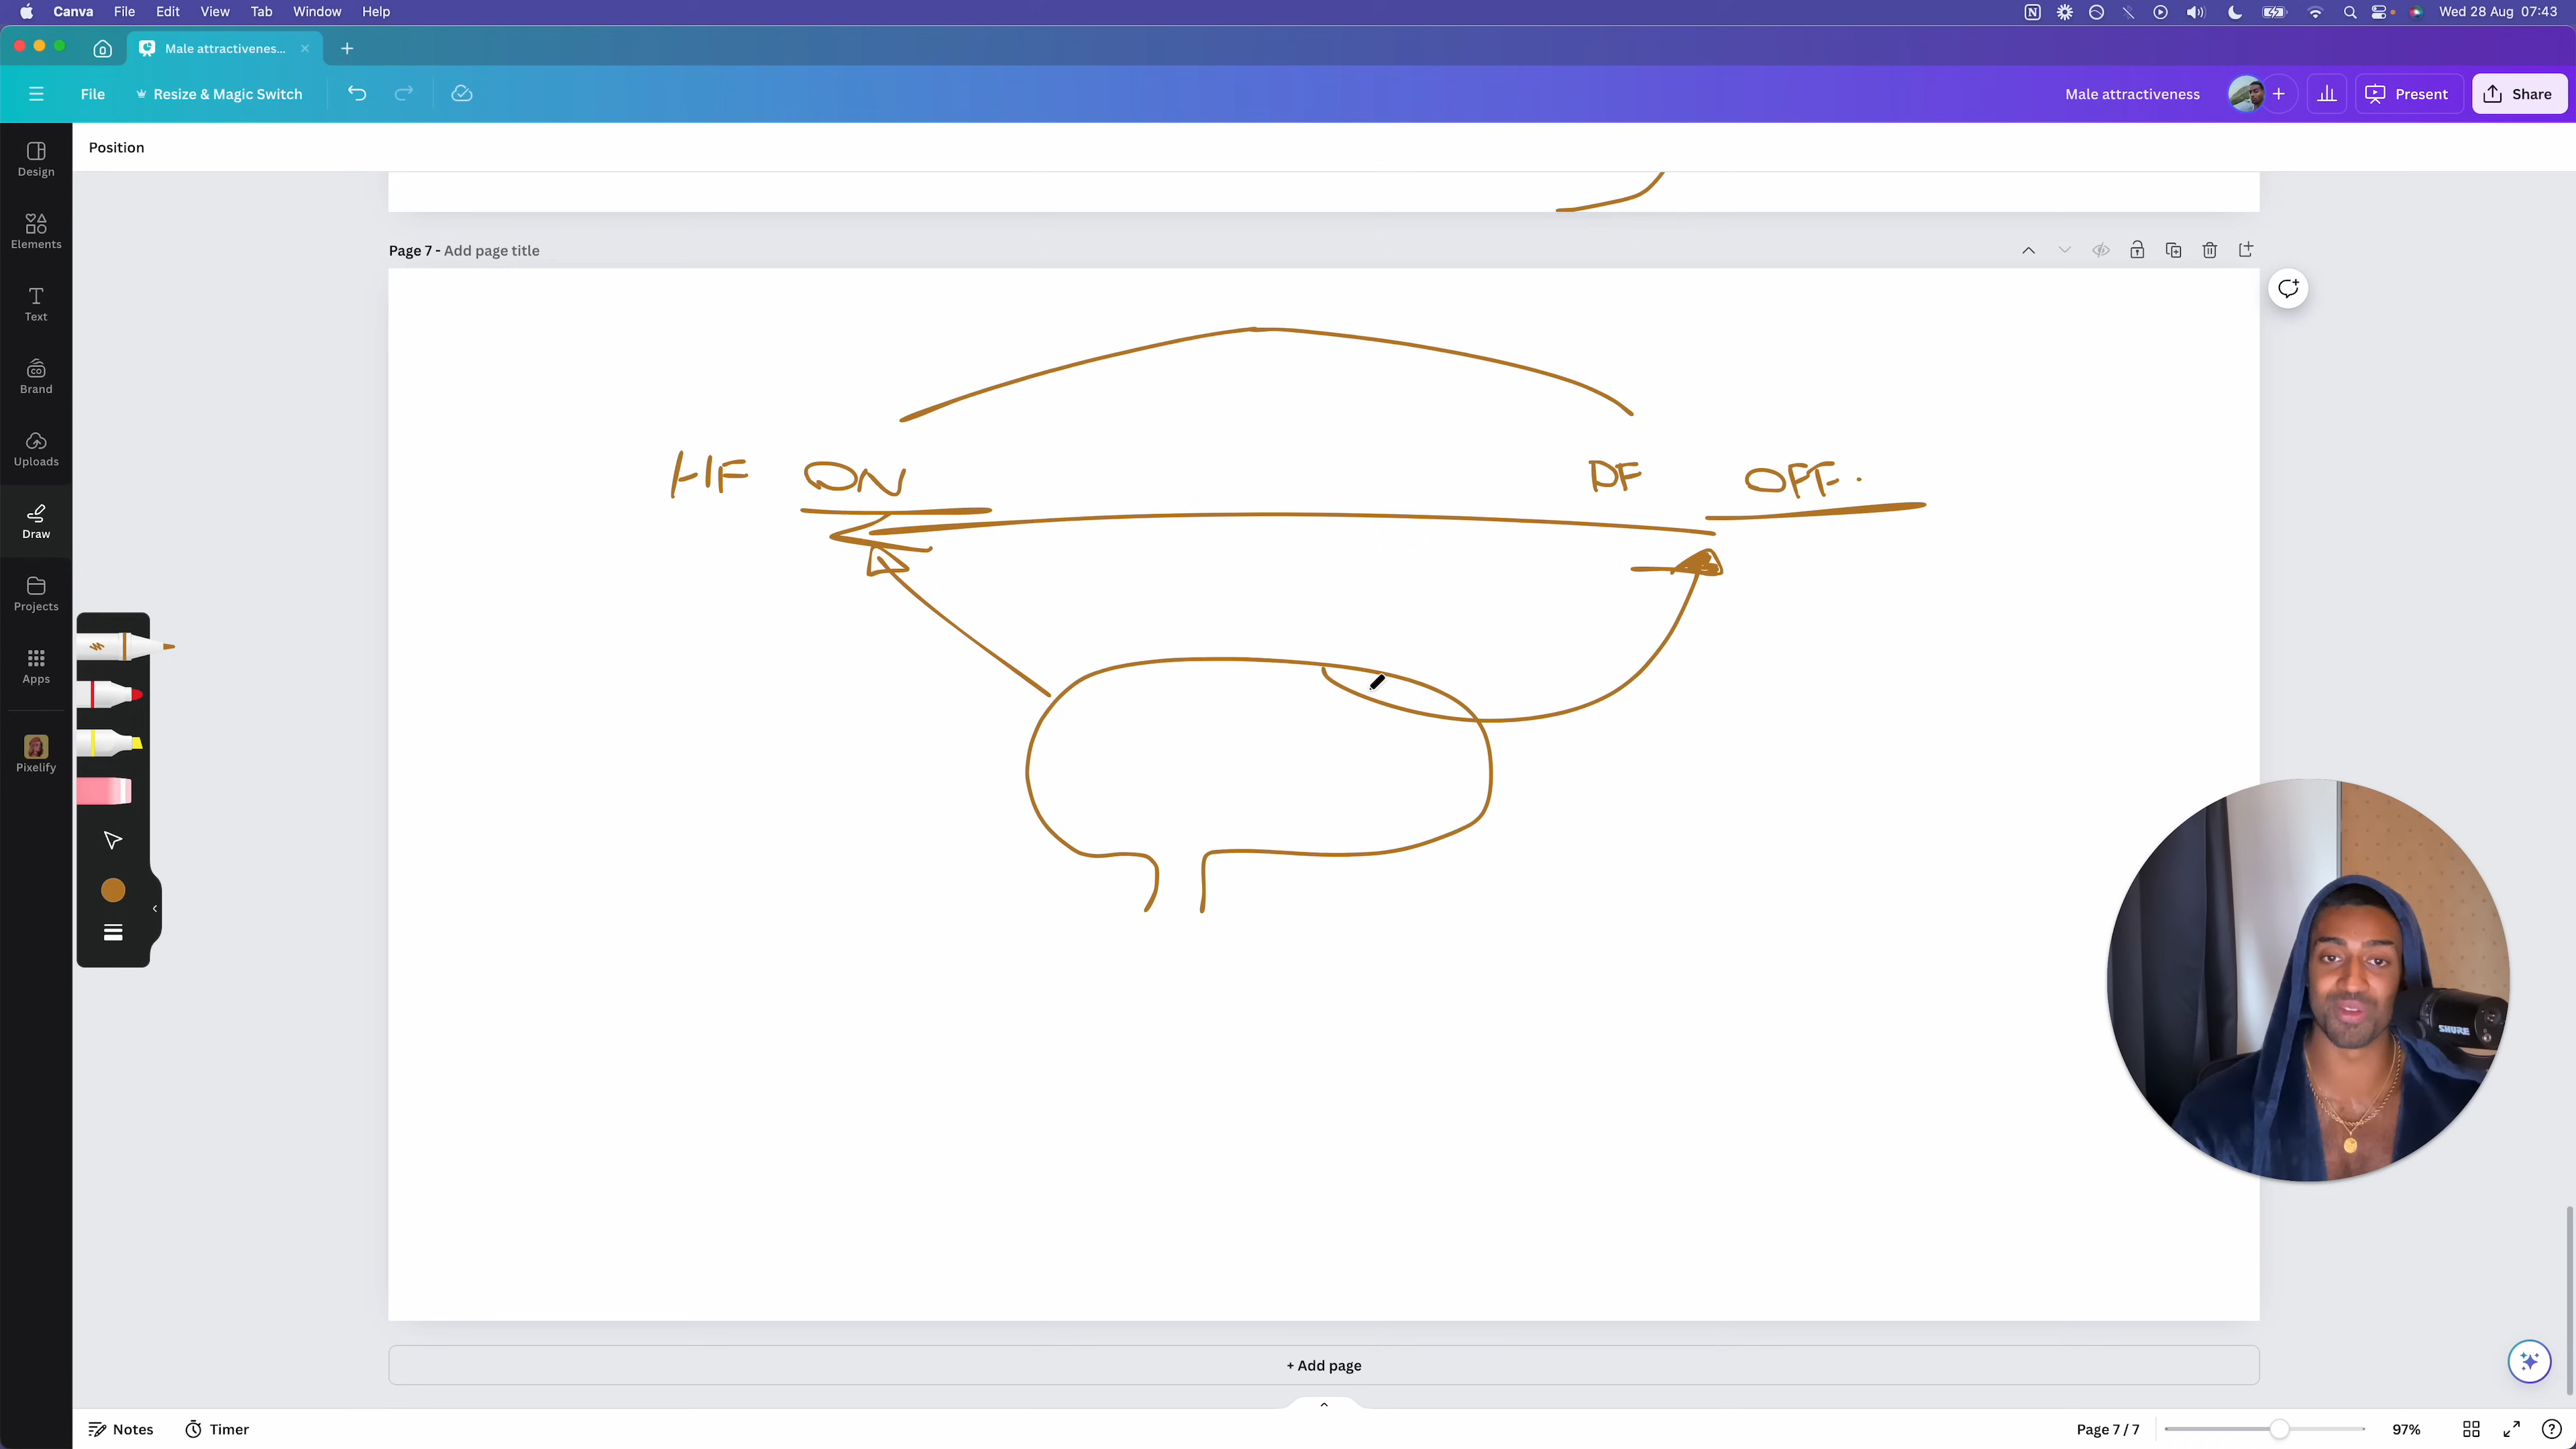 Canva File Edit View Tab Window Help
Wed 28 Aug 07:43
Male attractivenes...
File Resize & Magic Switch
Male attractiveness
Present
Share
Position
Design
Elements
Text
Brand
Uploads
Draw
Projects
Apps
Pixelify
Page 7 - Add page title
HF ON
DF OFF.
SHURE
+ Add page
Notes Timer
Page 7 / 7
97%